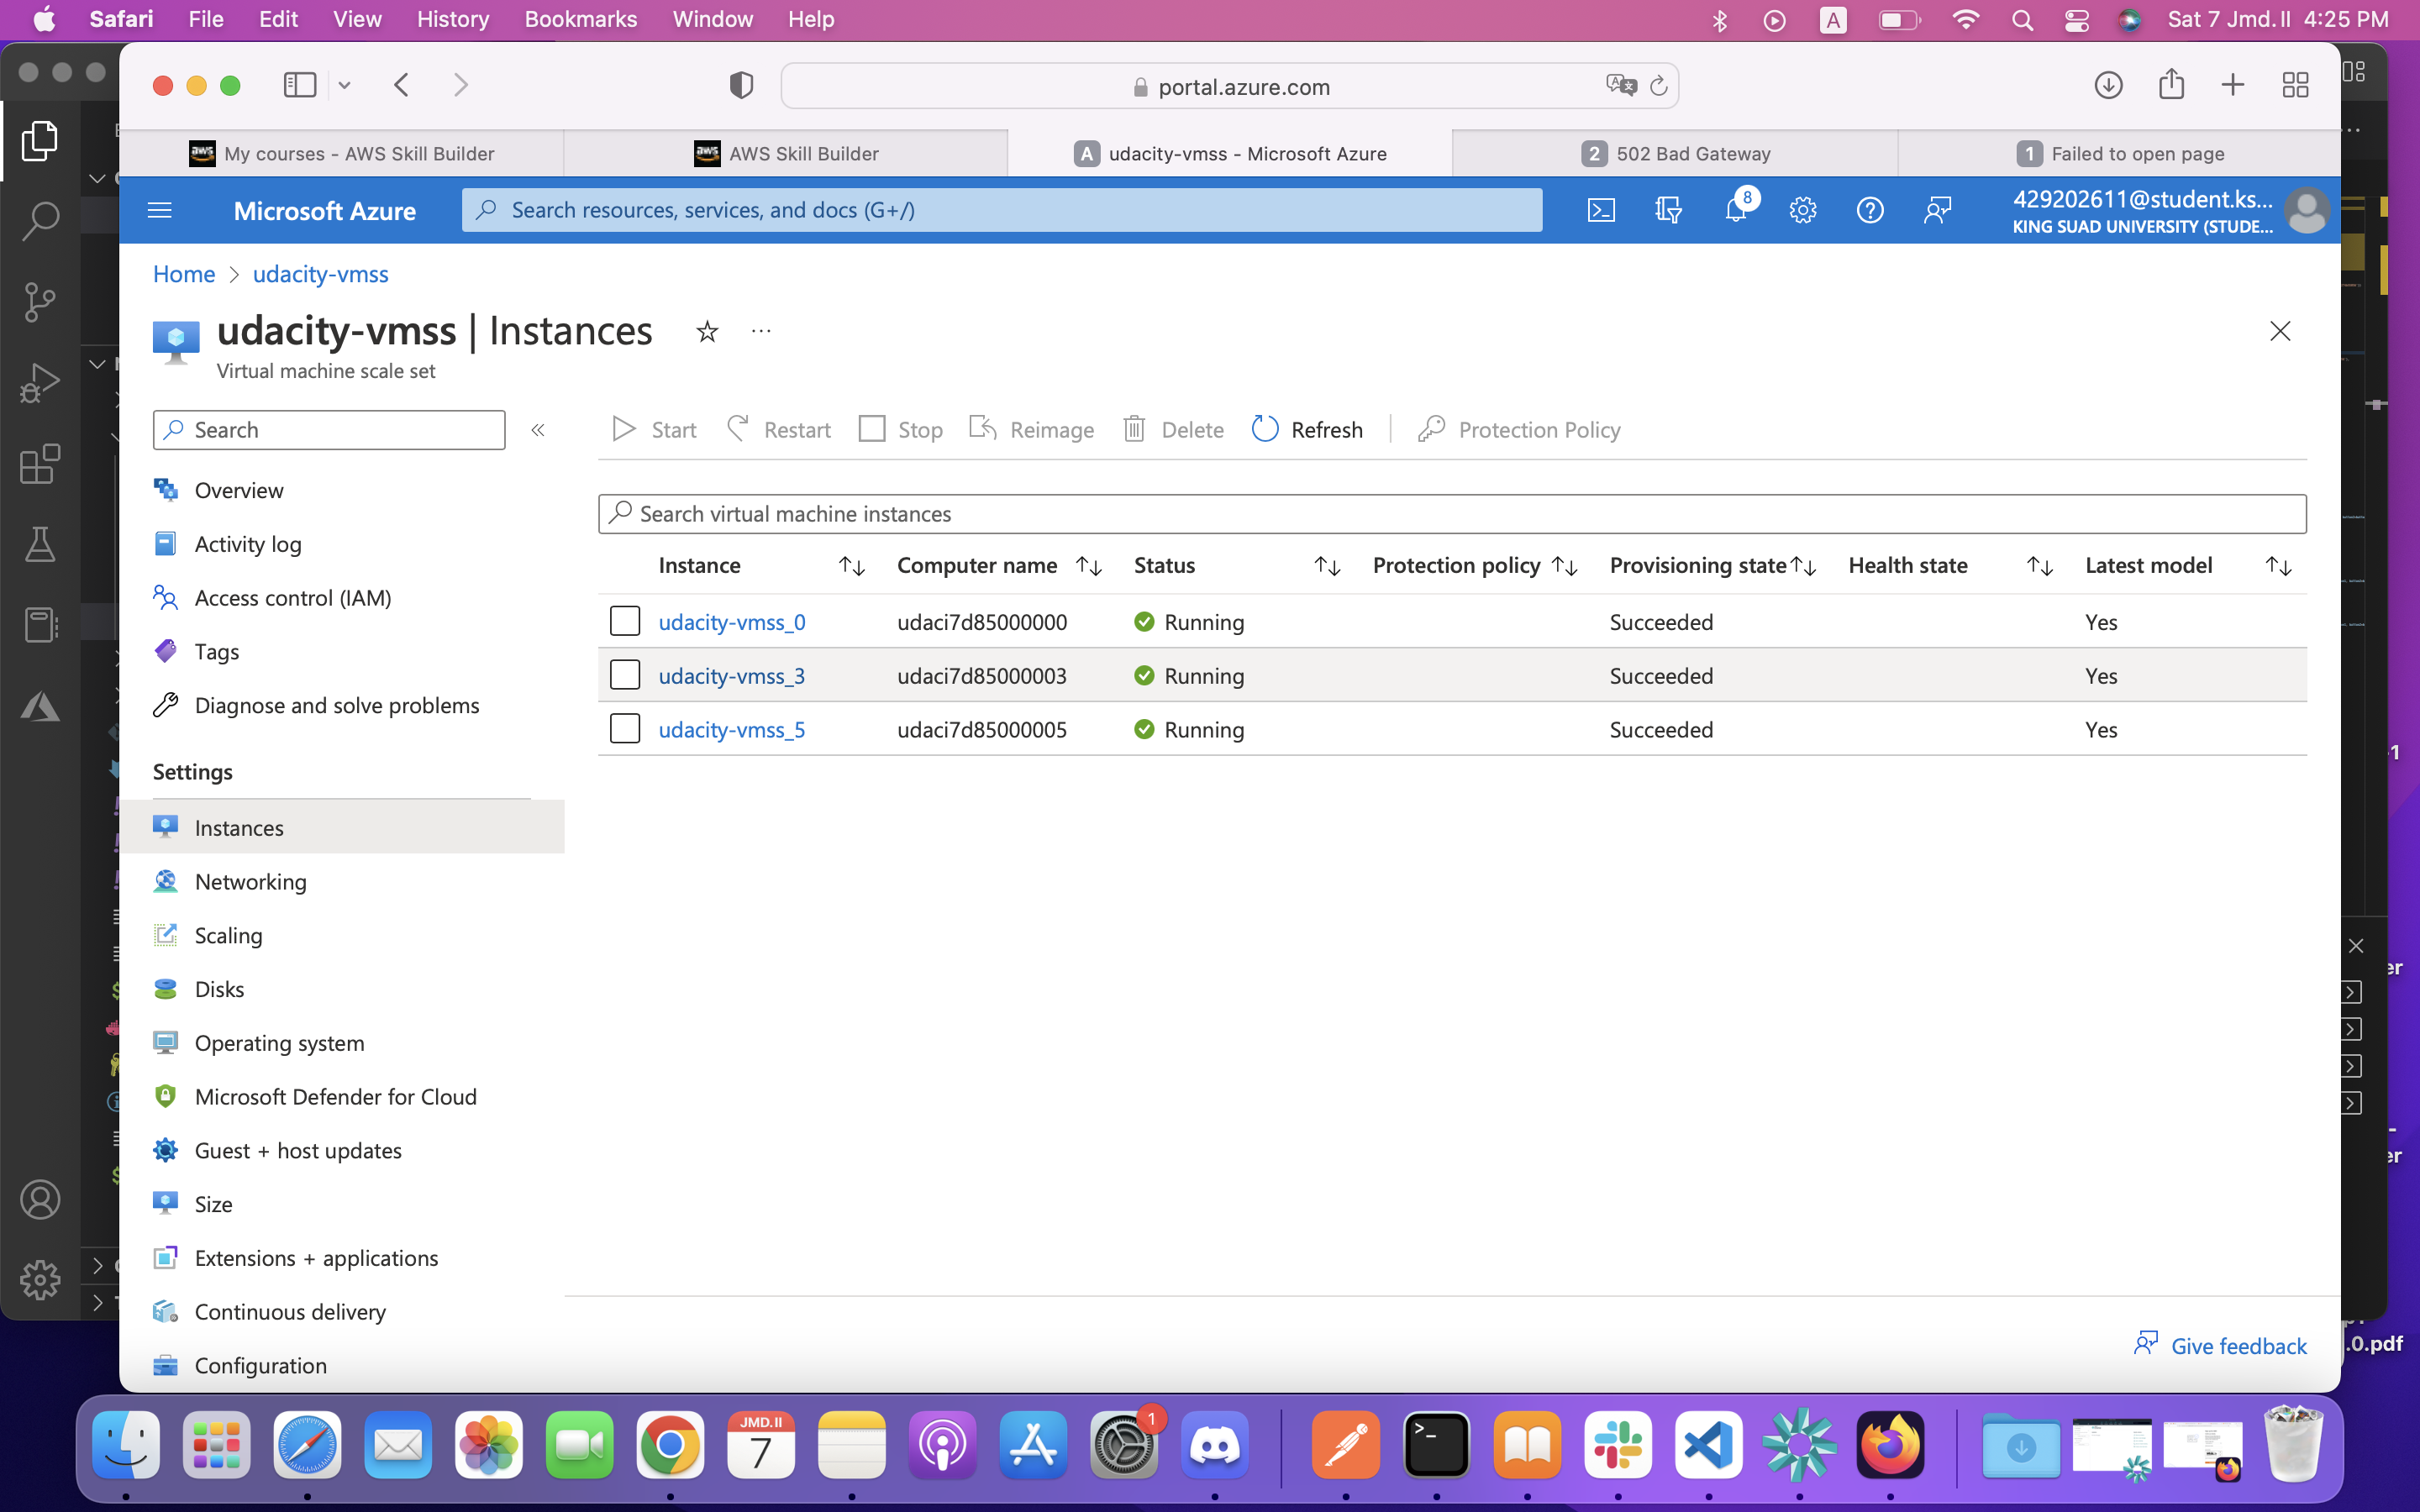 Safari File Edit View History Bookmarks Window Help A Sat 7 Jmd.II 4:25 PM
portal.azure.com
aws My courses - AWS Skill Builder aws AWS Skill Builder A udacity-vmss - Microsoft Azure 2 502 Bad Gateway 1 Failed to open page
Microsoft Azure Search resources, services, and docs (G+/) 8 429202611@student.ks...
KING SUAD UNIVERSITY (STUDE...
Home > udacity-vmss
udacity-vmss | Instances ...
Virtual machine scale set
Search « Start Restart Stop Reimage Delete Refresh Protection Policy
Overview
Activity log
Access control (IAM)
Tags
Diagnose and solve problems
Settings
Instances
Networking
Scaling
Disks
Operating system
Microsoft Defender for Cloud
Guest + host updates
Size
Extensions + applications
Continuous delivery
Configuration
Search virtual machine instances
Instance Computer name Status Protection policy Provisioning state Health state Latest model
udacity-vmss_0 udaci7d85000000 Running Succeeded Yes
udacity-vmss_3 udaci7d85000003 Running Succeeded Yes
udacity-vmss_5 udaci7d85000005 Running Succeeded Yes
Give feedback
.0.pdf
1
JMD.II
7